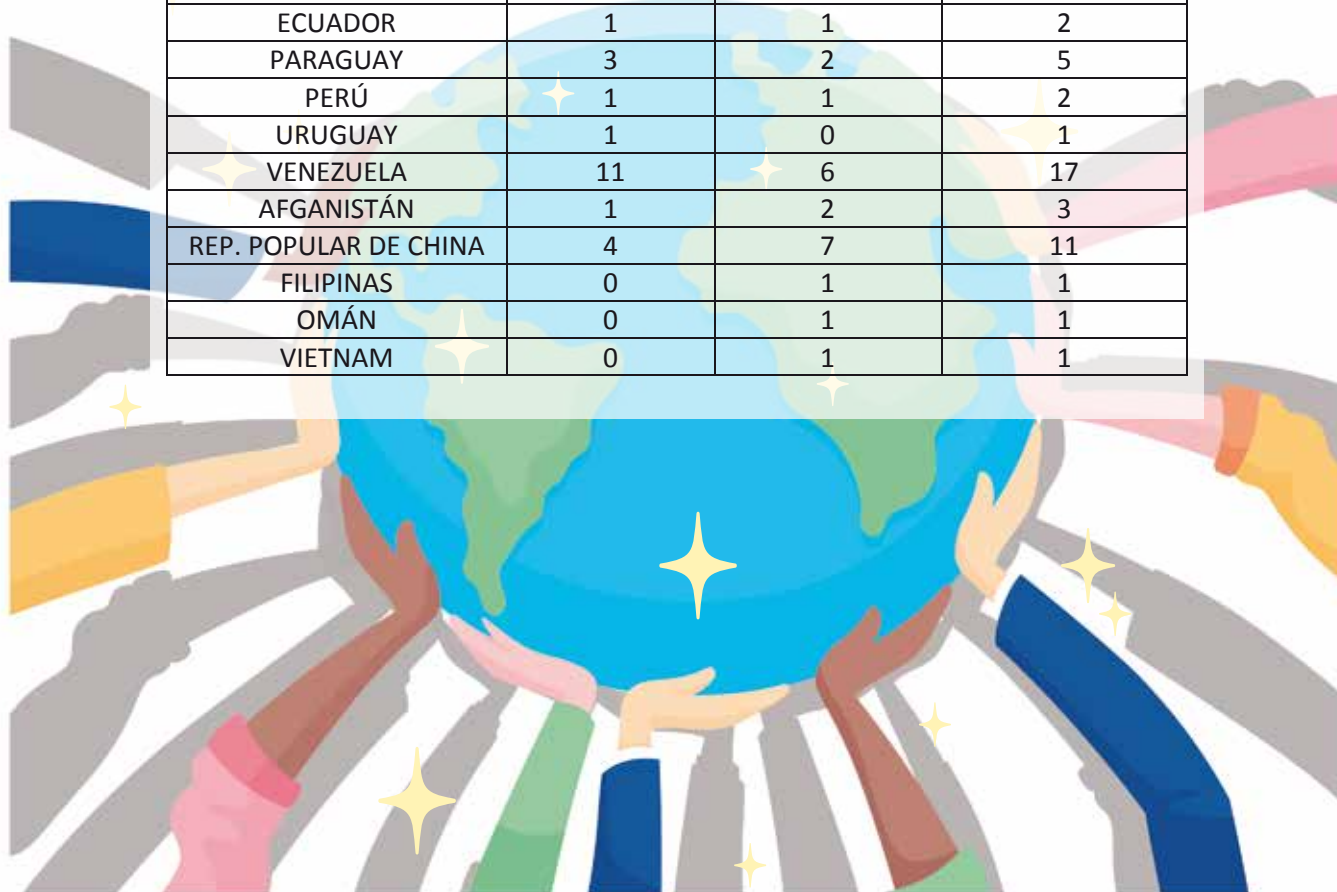 ECUADOR 1 1 2
PARAGUAY 3 2 5
PERÚ 1 1 2
URUGUAY 1 0 1
VENEZUELA 11 6 17
AFGANISTÁN 1 2 3
REP. POPULAR DE CHINA 4 7 11
FILIPINAS 0 1 1
OMÁN 0 1 1
VIETNAM 0 1 1